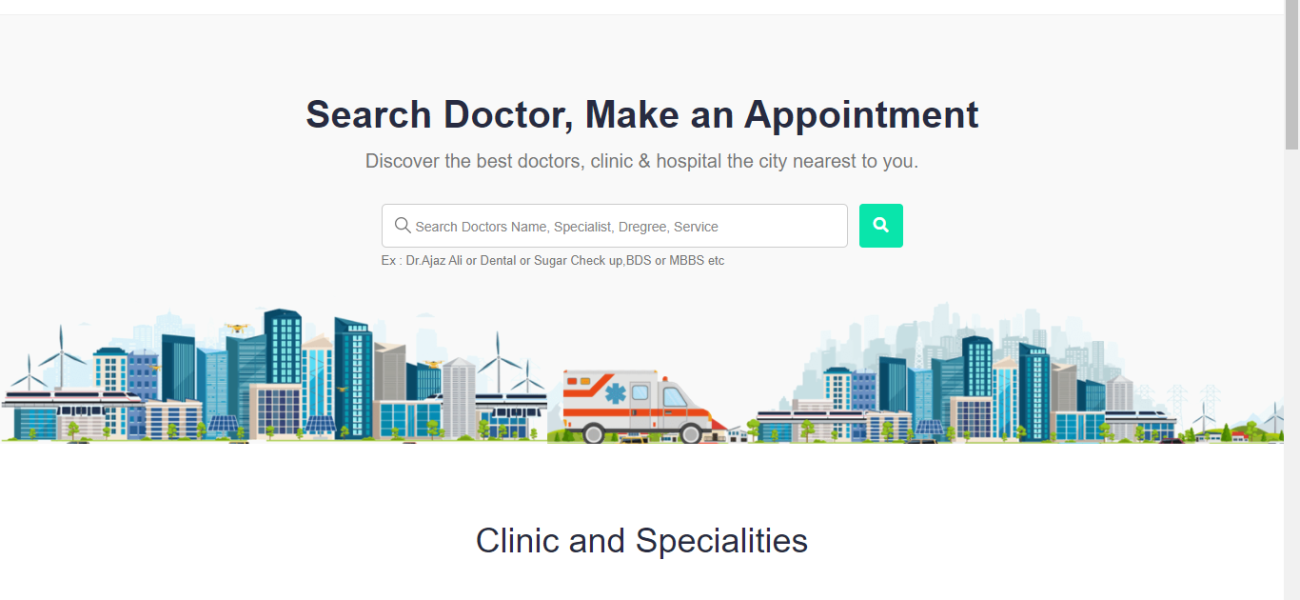 Search Doctor, Make an Appointment
Discover the best doctors, clinic & hospital the city nearest to you.
Search Doctors Name, Specialist, Dregree, Service
Ex : Dr.Ajaz Ali or Dental or Sugar Check up,BDS or MBBS etc
Clinic and Specialities